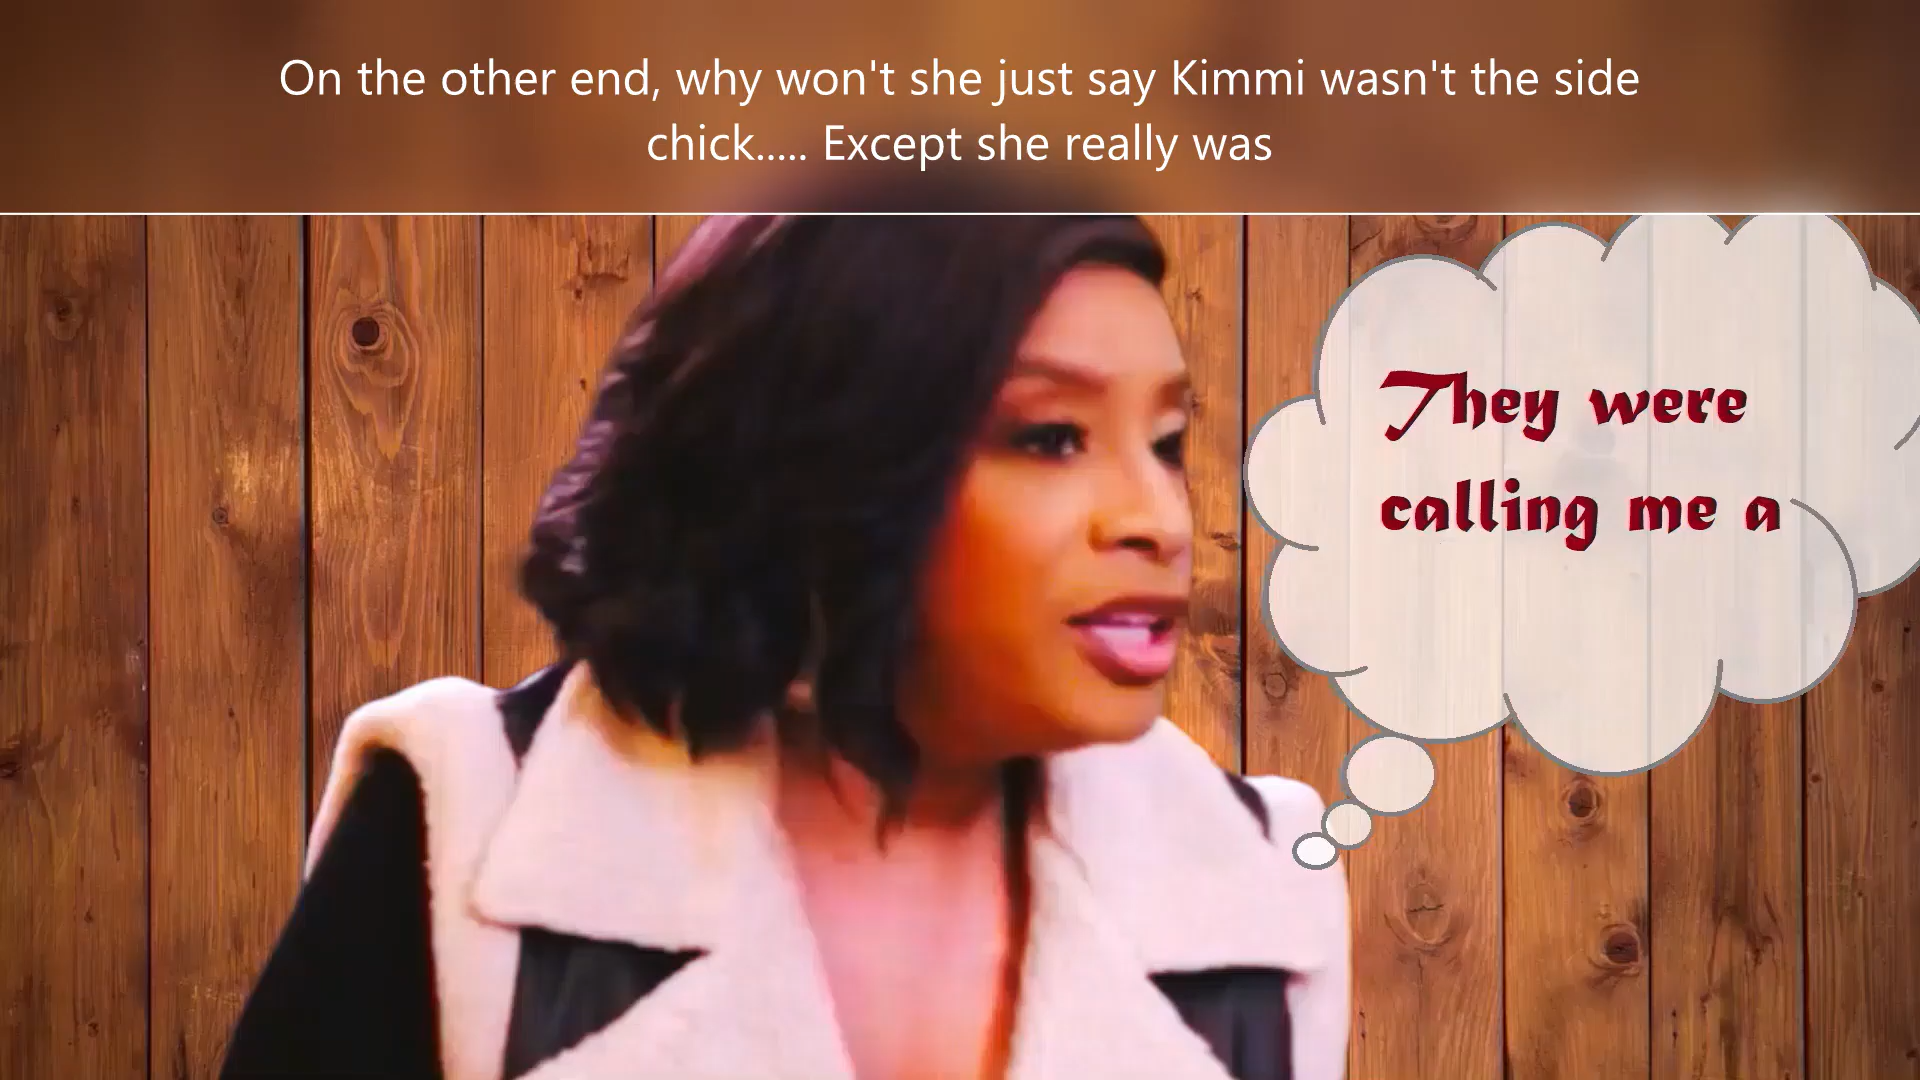 On the other end, why won't she just say Kimmi wasn't the side
chick..... Except she really was
They were
calling me a